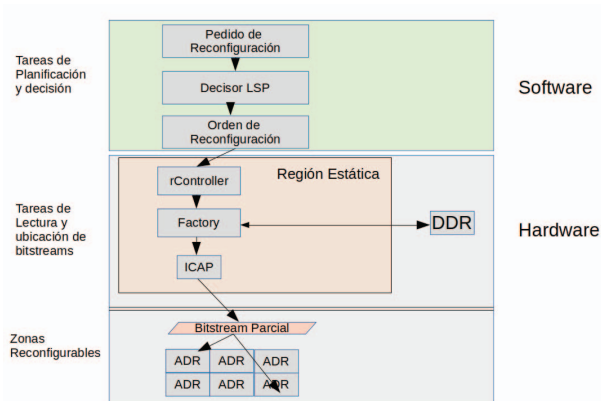 Pedido de
Reconfiguración
Tareas de
Planificación
y decisión
Decisor LSP
Software
Orden de
Reconfiguración
Región Estática
rController
Tareas de
Lectura y
ubicación de
bitstreams
Factory
DDR
Hardware
ICAP
Bitstream Parcial
Zonas
Reconfigurables
ADR ADR ADR
ADR ADR ADR